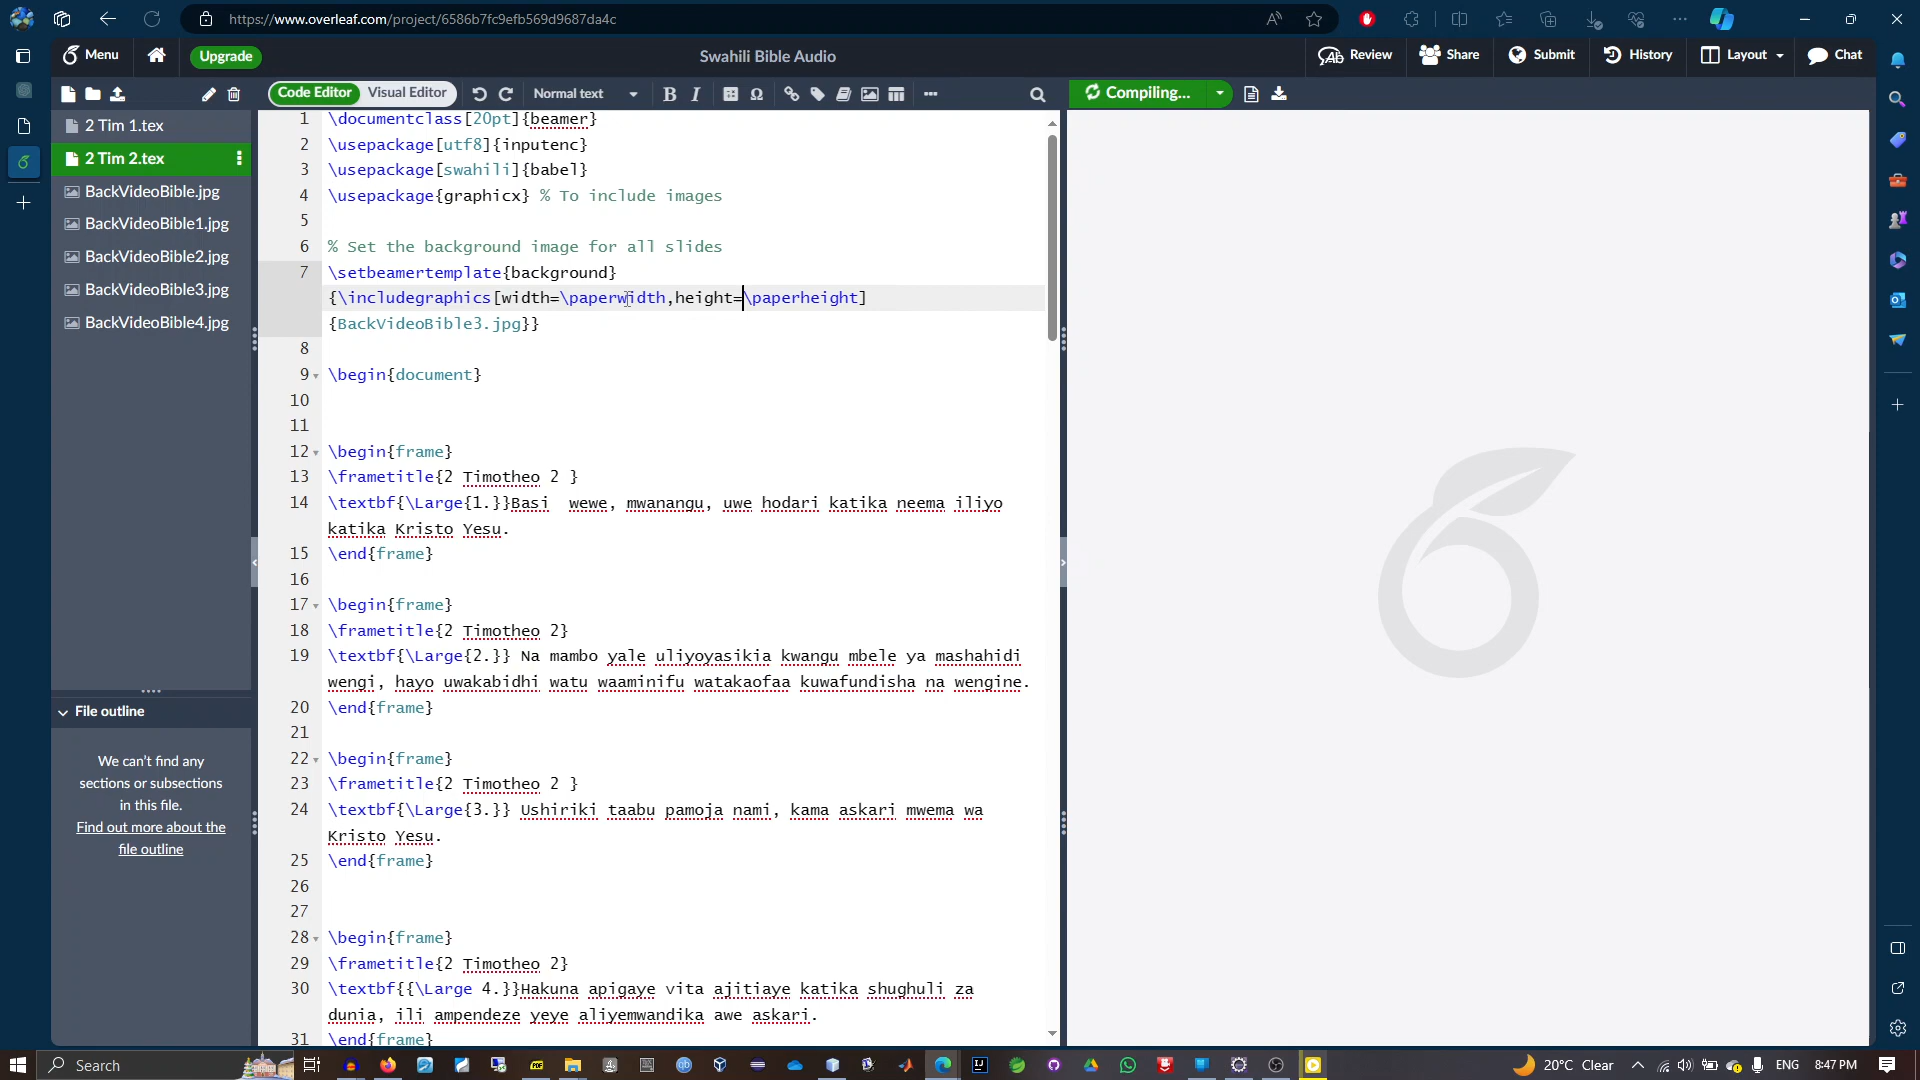 https://www.overleaf.com/project/6586b7fc9efb569d9687da4c
Menu
Upgrade
Swahili Bible Audio
Review
Share
Submit
History
Layout
Chat
Code Editor
Visual Editor
Normal text
B I
Compiling...
2 Tim 1.tex
2 Tim 2.tex
BackVideoBible.jpg
BackVideoBible1.jpg
BackVideoBible2.jpg
BackVideoBible3.jpg
BackVideoBible4.jpg
File outline
We can't find any
sections or subsections
in this file.
Find out more about the
file outline
1 \documentclass[20pt]{beamer}
2 \usepackage[utf8]{inputenc}
3 \usepackage[swahili]{babel}
4 \usepackage{graphicx} % To include images
5
6 % Set the background image for all slides
7 \setbeamertemplate{background}
{\includegraphics[width=\paperwidth,height=\paperheight]
{BackVideoBible3.jpg}}
8
9 \begin{document}
10
11
12 \begin{frame}
13 \frametitle{2 Timotheo 2 }
14 \textbf{\Large{1.}}Basi  wewe, mwanangu, uwe hodari katika neema iliyo
katika Kristo Yesu.
15 \end{frame}
16
17 \begin{frame}
18 \frametitle{2 Timotheo 2}
19 \textbf{\Large{2.}} Na mambo yale uliyoyasikia kwangu mbele ya mashahidi
wengi, hayo uwakabidhi watu waaminifu watakaofaa kuwafundisha na wengine.
20 \end{frame}
21
22 \begin{frame}
23 \frametitle{2 Timotheo 2 }
24 \textbf{\Large{3.}} Ushiriki taabu pamoja nami, kama askari mwema wa
Kristo Yesu.
25 \end{frame}
26
27
28 \begin{frame}
29 \frametitle{2 Timotheo 2}
30 \textbf{{\Large 4.}}Hakuna apigaye vita ajitiaye katika shughuli za
dunia, ili ampendeze yeye aliyemwandika awe askari.
31 \end{frame}
Search
20°C Clear
ENG
8:47 PM